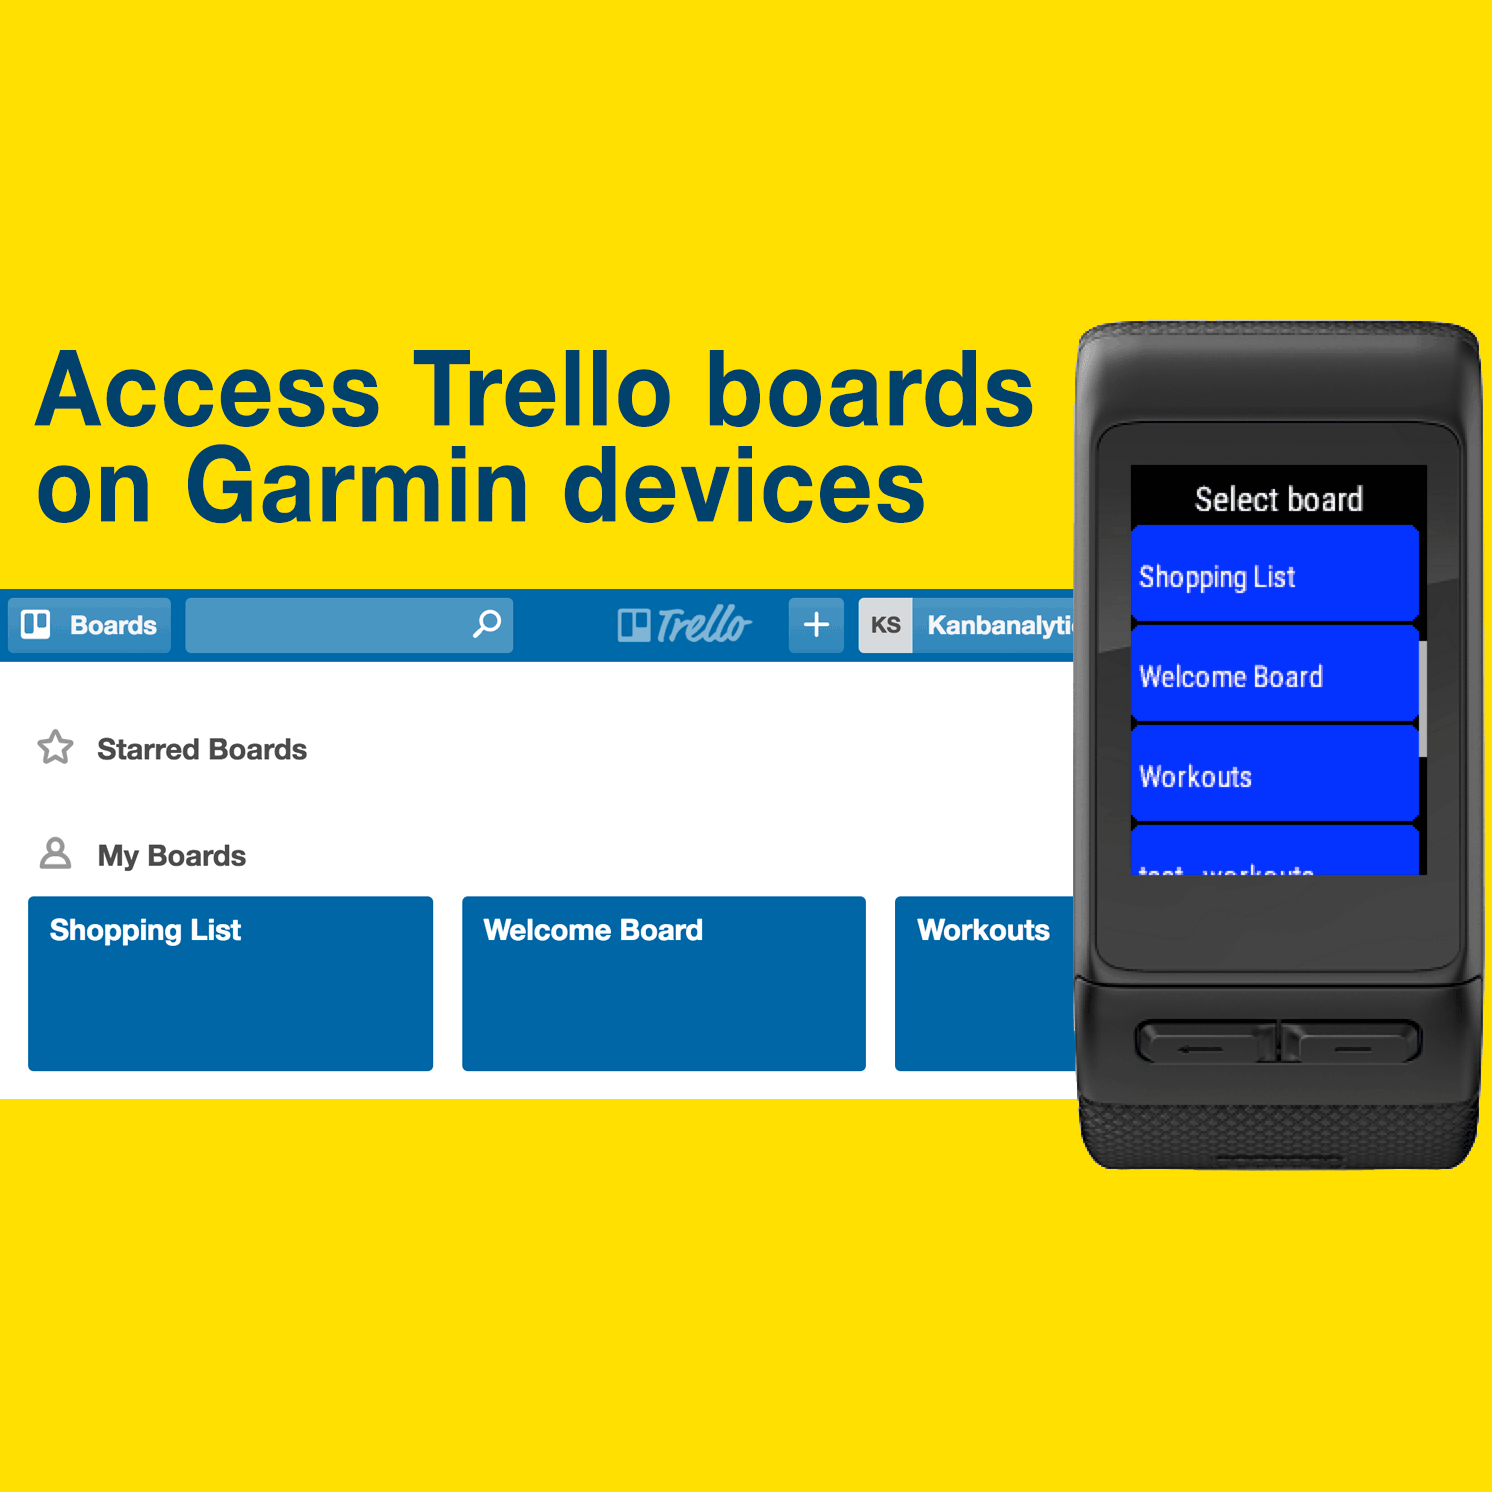 Access Trello boards
on Garmin devices
Boards
Trello
KS
Starred Boards
My Boards
Shopping List
Welcome Board
Workouts
Select board
Shopping List
Welcome Board
Workouts